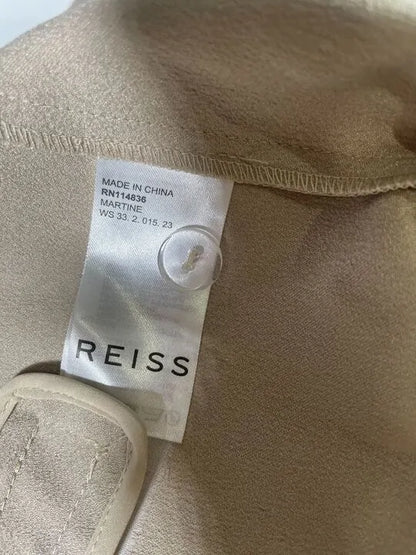 MADE IN CHINA
RN114836
MARTINE
WS 33. 2. 015. 23
REISS